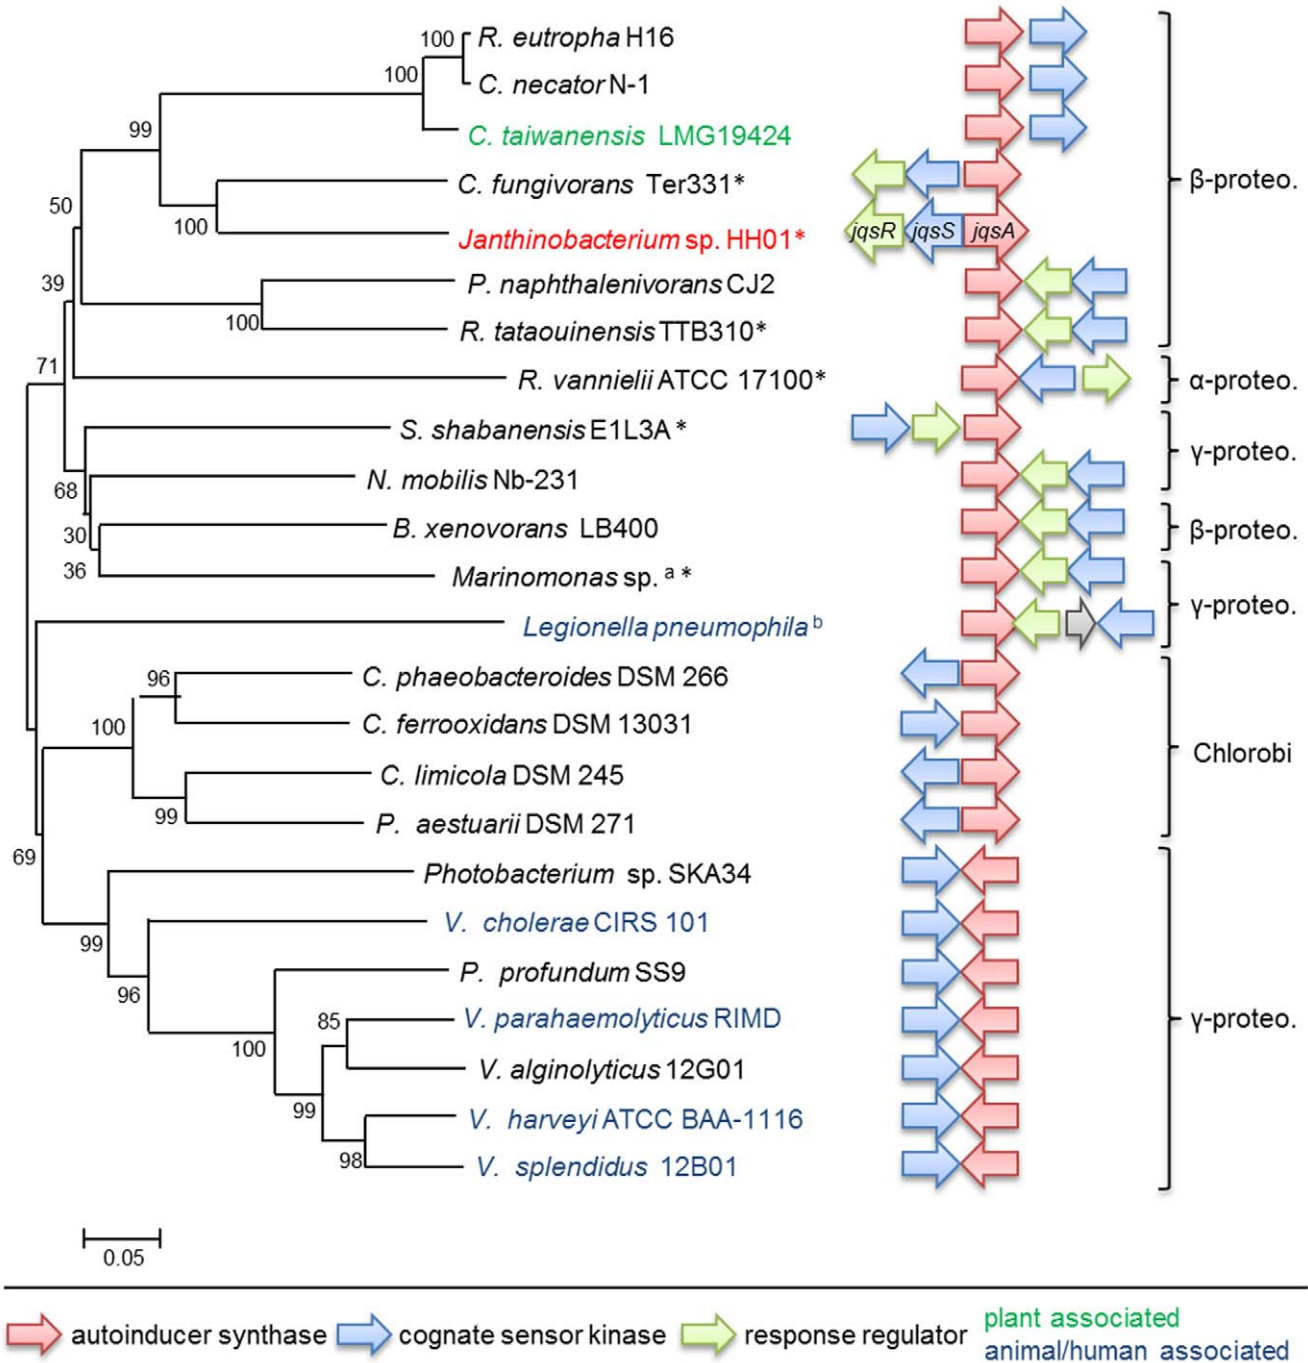 100
R. eutropha H16
100
C. necator N-1
99
C. taiwanensis LMG19424
C. fungivorans Ter331*
β-proteo.
50
100
Janthinobacterium sp. HH01*
jqsR jqsS jqsA
39
P. naphthalenivorans CJ2
100
R. tataouinensis TTB310*
71
R. vannielii ATCC 17100*
α-proteo.
S. shabanensis E1L3A*
γ-proteo.
68
N. mobilis Nb-231
30
B. xenovorans LB400
β-proteo.
36
Marinomonas sp. a *
γ-proteo.
Legionella pneumophila b
96
C. phaeobacteroides DSM 266
100
C. ferrooxidans DSM 13031
Chlorobi
C. limicola DSM 245
99
P. aestuarii DSM 271
69
Photobacterium sp. SKA34
99
V. cholerae CIRS 101
96
P. profundum SS9
85
V. parahaemolyticus RIMD
γ-proteo.
100
V. alginolyticus 12G01
99
V. harveyi ATCC BAA-1116
98
V. splendidus 12B01
0.05
autoinducer synthase cognate sensor kinase response regulator
plant associated
animal/human associated